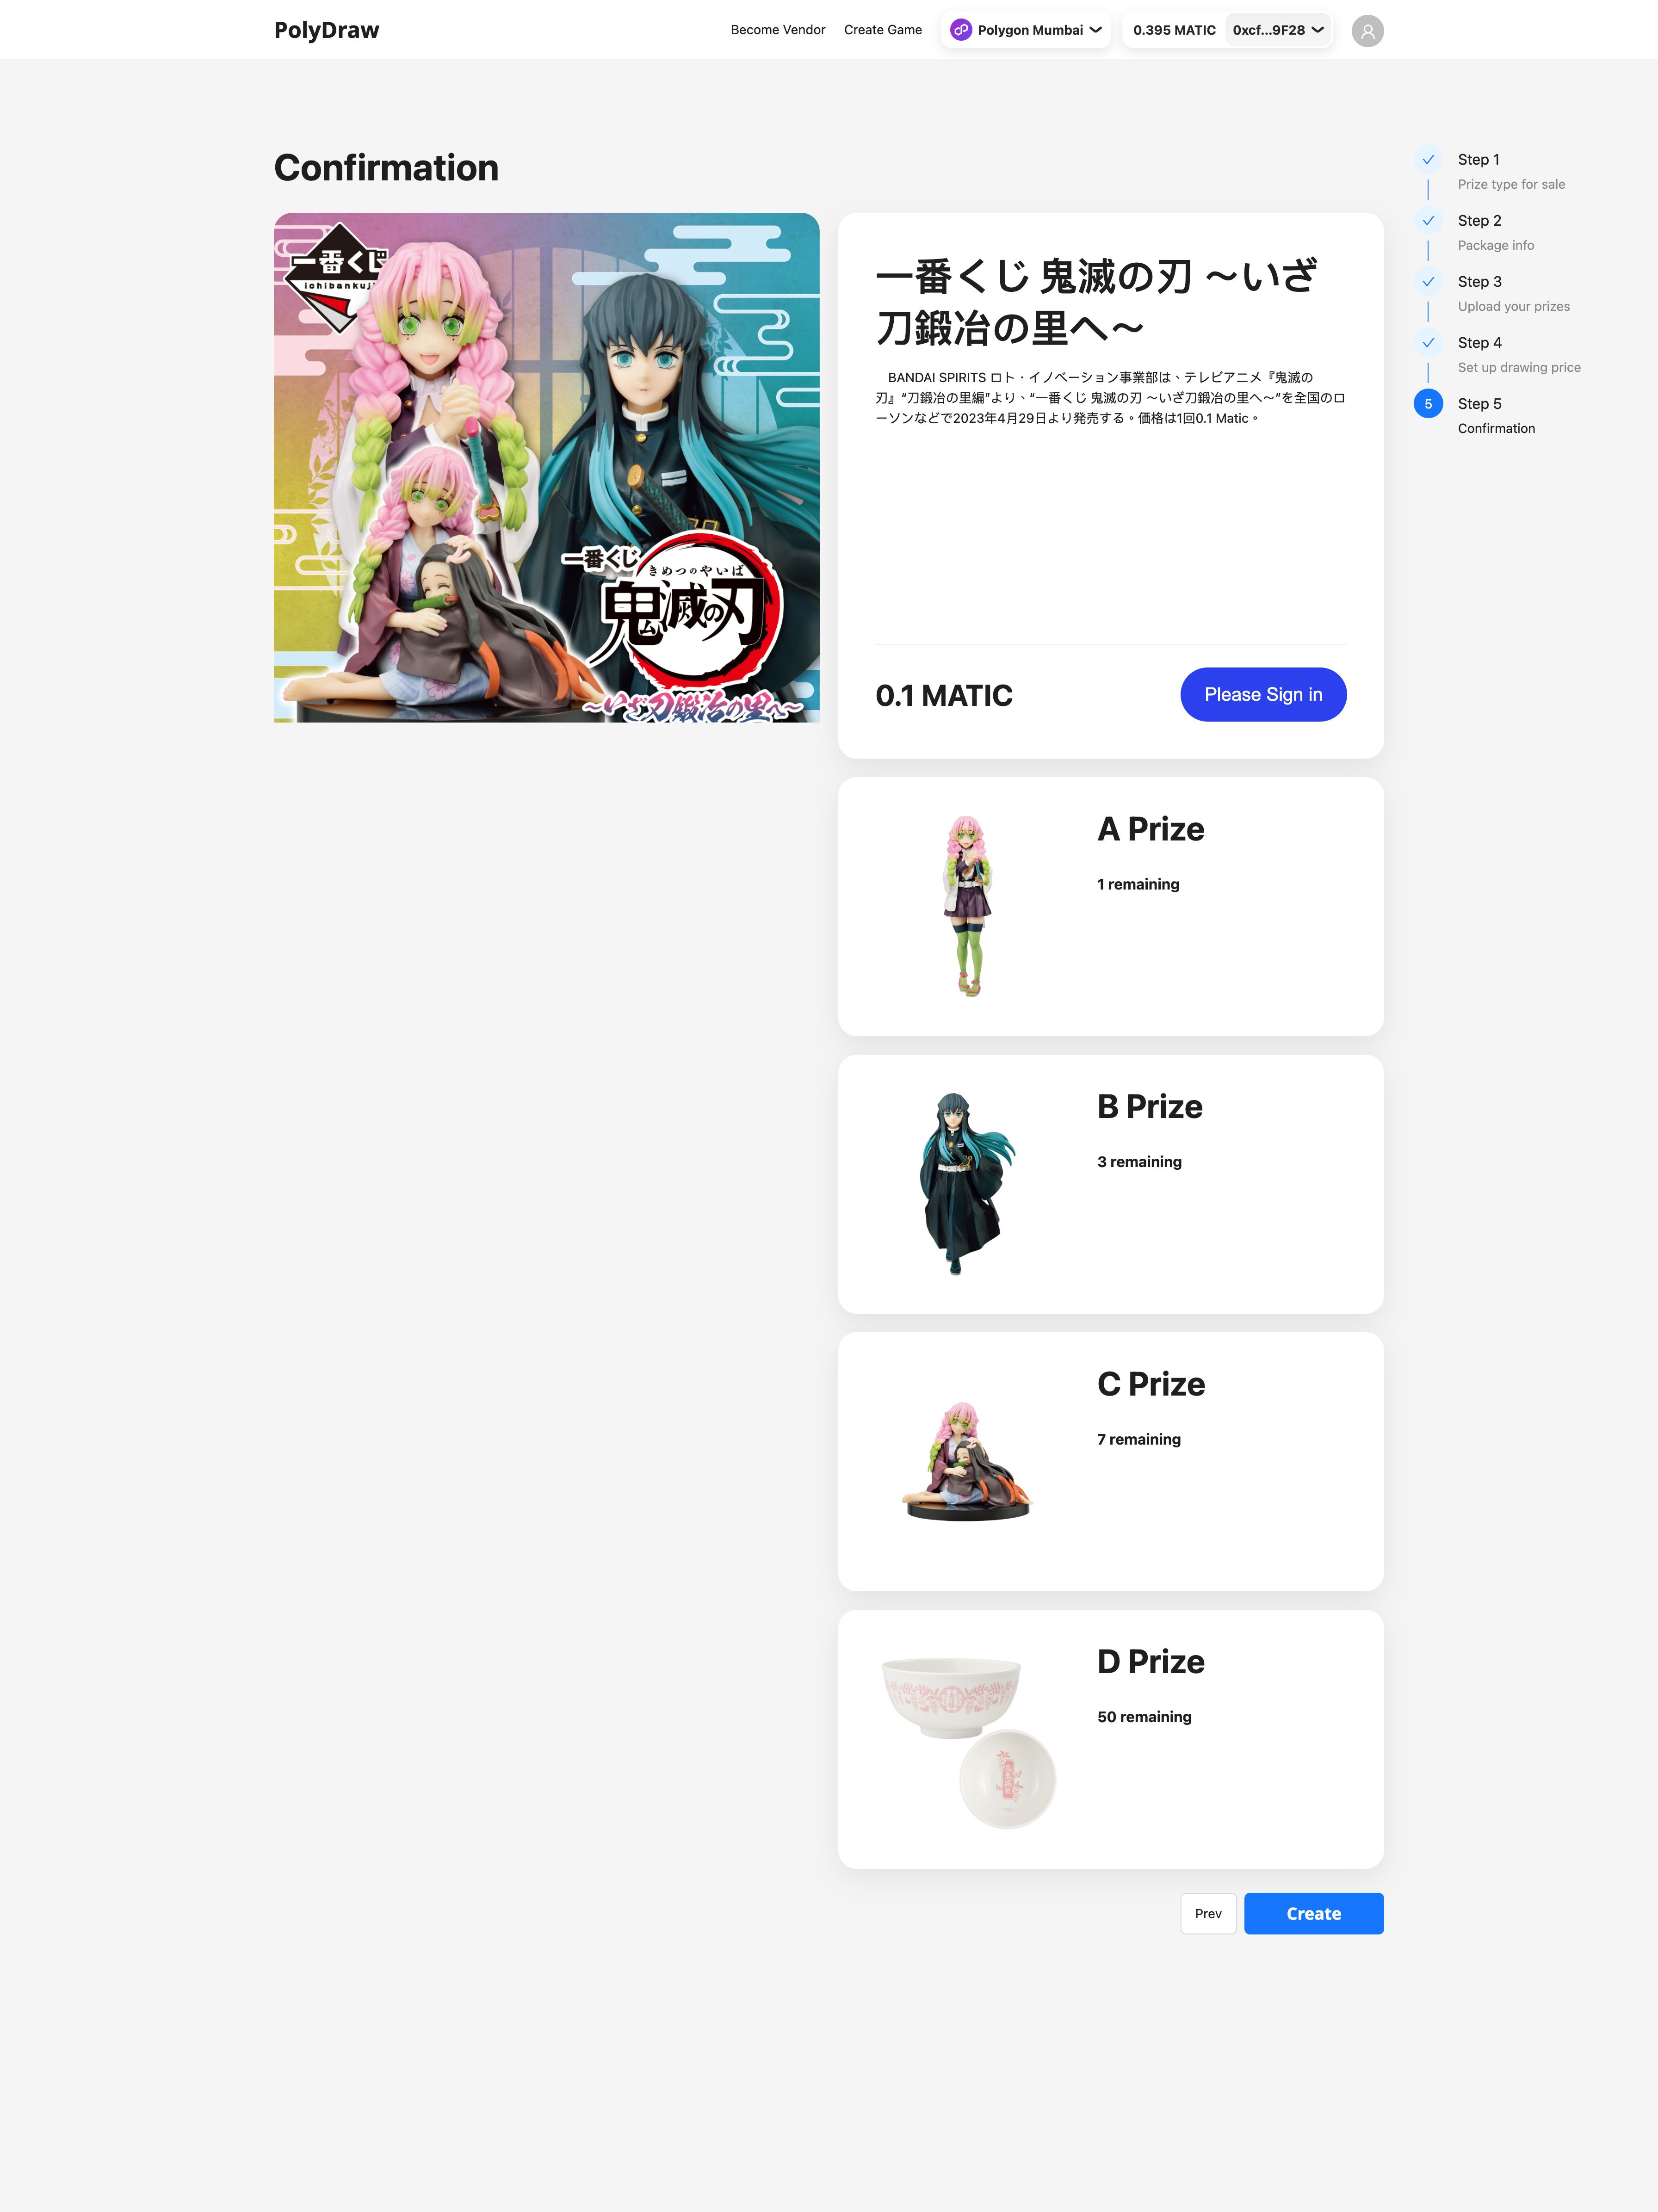 PolyDraw
Become Vendor
Create Game
Polygon Mumbai
0.395 MATIC
0xcf...9F28
Confirmation
一番くじ
ichibankuji
一番くじ
きめつのやいば
鬼滅の刃
〜いざ刀鍛冶の里へ〜
一番くじ 鬼滅の刃 〜いざ
刀鍛冶の里へ〜
BANDAI SPIRITS ロト・イノベーション事業部は、テレビアニメ『鬼滅の
刃』“刀鍛冶の里編”より、“一番くじ 鬼滅の刃 〜いざ刀鍛冶の里へ〜”を全国のロ
ーソンなどで2023年4月29日より発売する。価格は1回0.1 Matic。
0.1 MATIC
Please Sign in
A Prize
1 remaining
B Prize
3 remaining
C Prize
7 remaining
D Prize
50 remaining
Prev
Create
Step 1
Prize type for sale
Step 2
Package info
Step 3
Upload your prizes
Step 4
Set up drawing price
5
Step 5
Confirmation